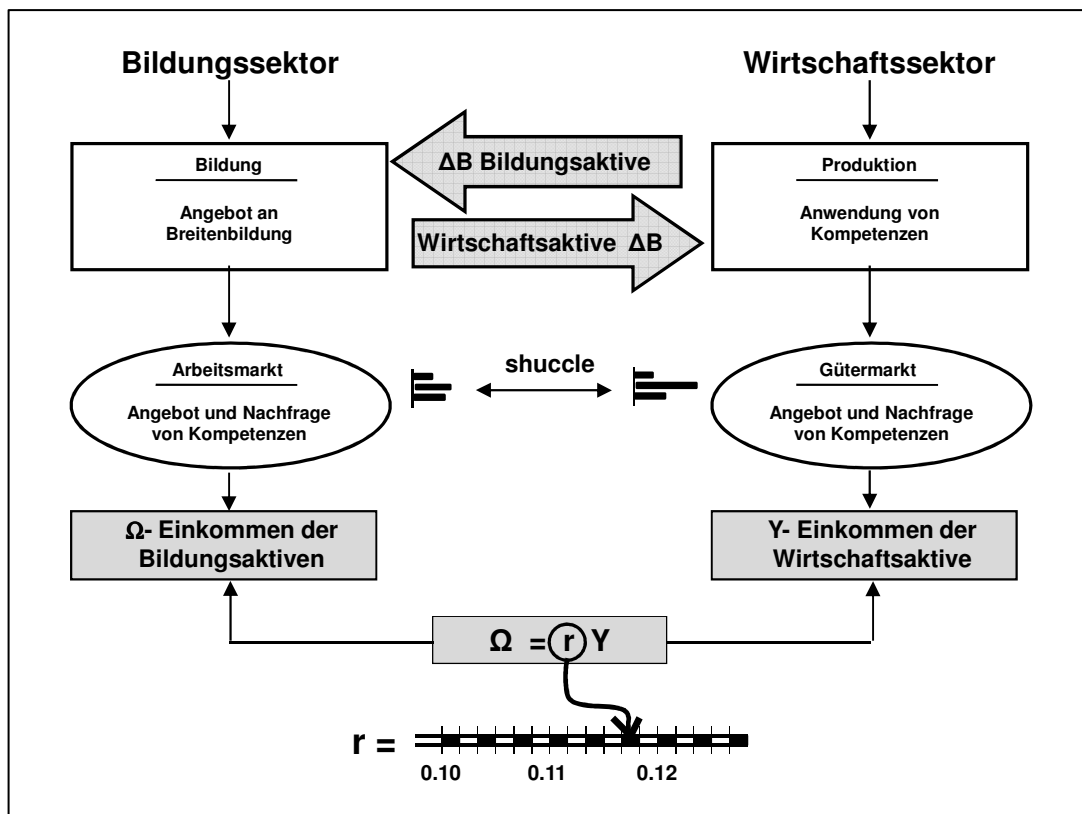 Bildungssektor
Wirtschaftssektor
Bildung
Angebot an
Breitenbildung
ΔB Bildungsaktive
Wirtschaftsaktive ΔB
Produktion
Anwendung von
Kompetenzen
Arbeitsmarkt
Angebot und Nachfrage
von Kompetenzen
shuccle
Gütermarkt
Angebot und Nachfrage
von Kompetenzen
Ω- Einkommen der
Bildungsaktiven
Y- Einkommen der
Wirtschaftsaktive
Ω = r Y
r =
0.10 0.11 0.12